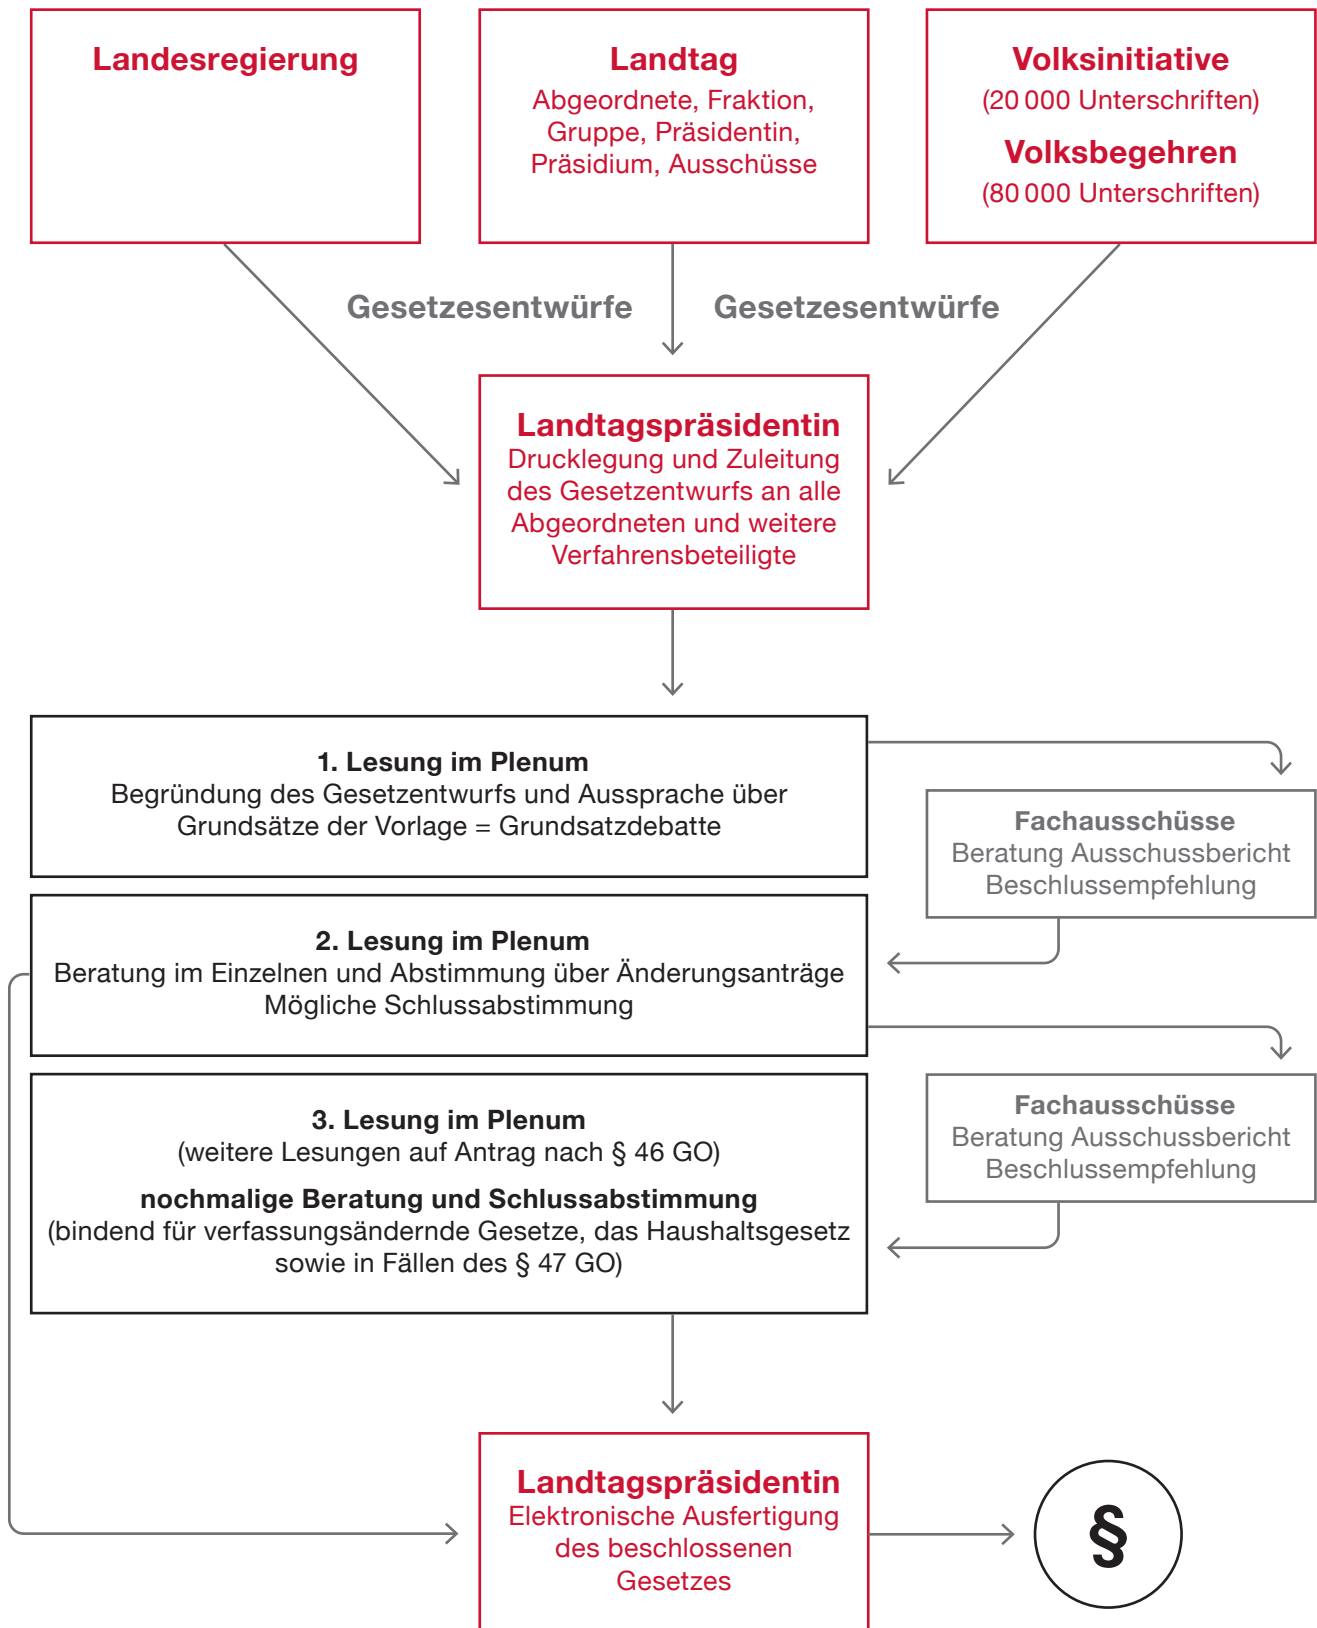 Landesregierung
Landtag
Abgeordnete, Fraktion,
Gruppe, Präsidentin,
Präsidium, Ausschüsse
Volksinitiative
(20 000 Unterschriften)
Volksbegehren
(80 000 Unterschriften)
Gesetzesentwürfe
Gesetzesentwürfe
Landtagspräsidentin
Drucklegung und Zuleitung
des Gesetzentwurfs an alle
Abgeordneten und weitere
Verfahrensbeteiligte
1. Lesung im Plenum
Begründung des Gesetzentwurfs und Aussprache über
Grundsätze der Vorlage = Grundsatzdebatte
Fachausschüsse
Beratung Ausschussbericht
Beschlussempfehlung
2. Lesung im Plenum
Beratung im Einzelnen und Abstimmung über Änderungsanträge
Mögliche Schlussabstimmung
Fachausschüsse
Beratung Ausschussbericht
Beschlussempfehlung
3. Lesung im Plenum
(weitere Lesungen auf Antrag nach § 46 GO)
nochmalige Beratung und Schlussabstimmung
(bindend für verfassungsändernde Gesetze, das Haushaltsgesetz
sowie in Fällen des § 47 GO)
Landtagspräsidentin
Elektronische Ausfertigung
des beschlossenen
Gesetzes
§